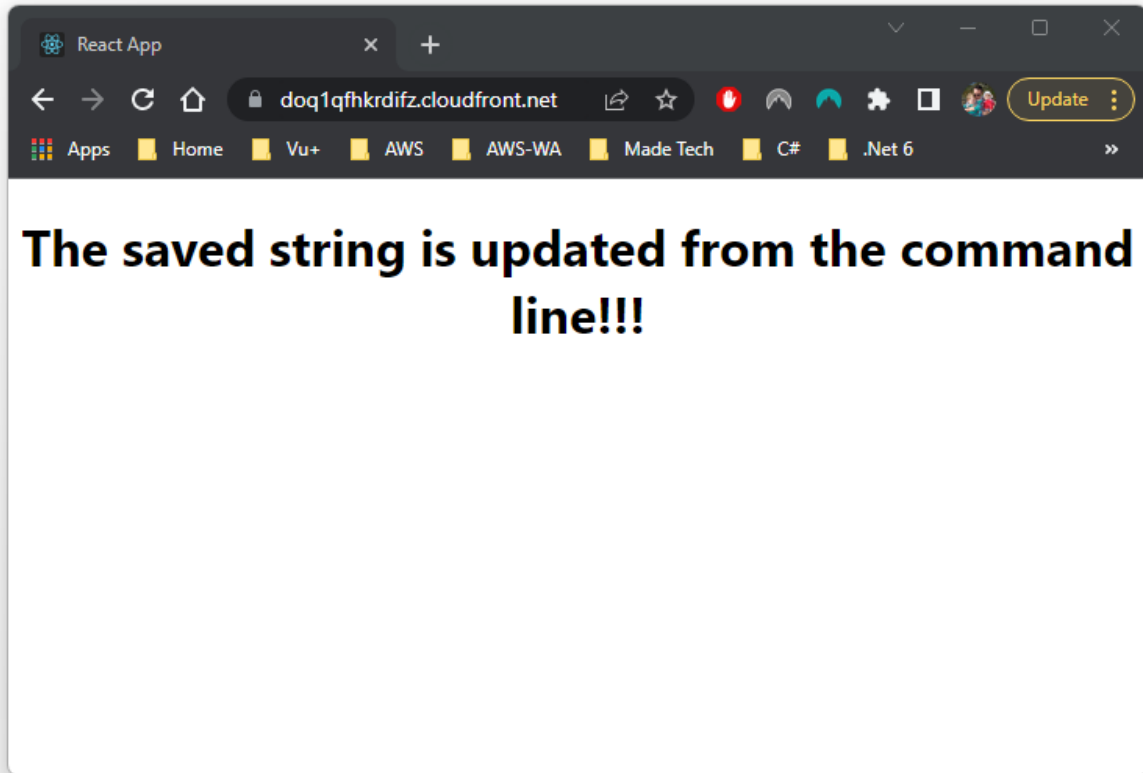 React App
doq1qfhkrdifz.cloudfront.net
Update
Apps Home Vu+ AWS AWS-WA Made Tech C# .Net 6 »
The saved string is updated from the command
line!!!